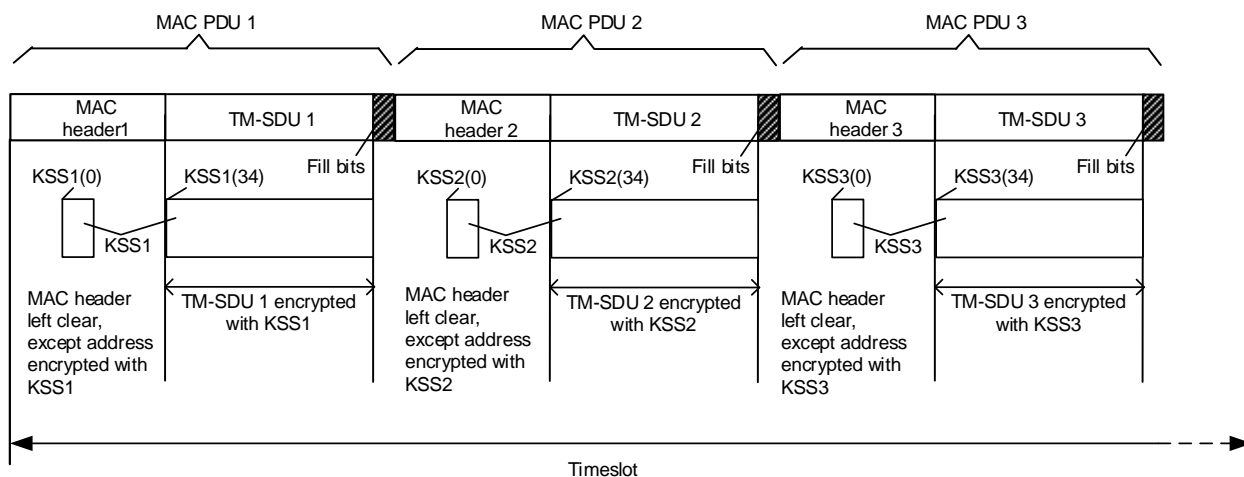 MAC PDU 1
MAC PDU 2
MAC PDU 3
MAC
header1
TM-SDU 1
MAC
header 2
TM-SDU 2
MAC
header 3
TM-SDU 3
Fill bits
Fill bits
Fill bits
KSS1(0)
KSS1(34)
KSS2(0)
KSS2(34)
KSS3(0)
KSS3(34)
KSS1
KSS2
KSS3
MAC header
left clear,
except address
encrypted with
KSS1
TM-SDU 1 encrypted
with KSS1
MAC header
left clear,
except address
encrypted with
KSS2
TM-SDU 2 encrypted
with KSS2
MAC header
left clear,
except address
encrypted with
KSS3
TM-SDU 3 encrypted
with KSS3
Timeslot